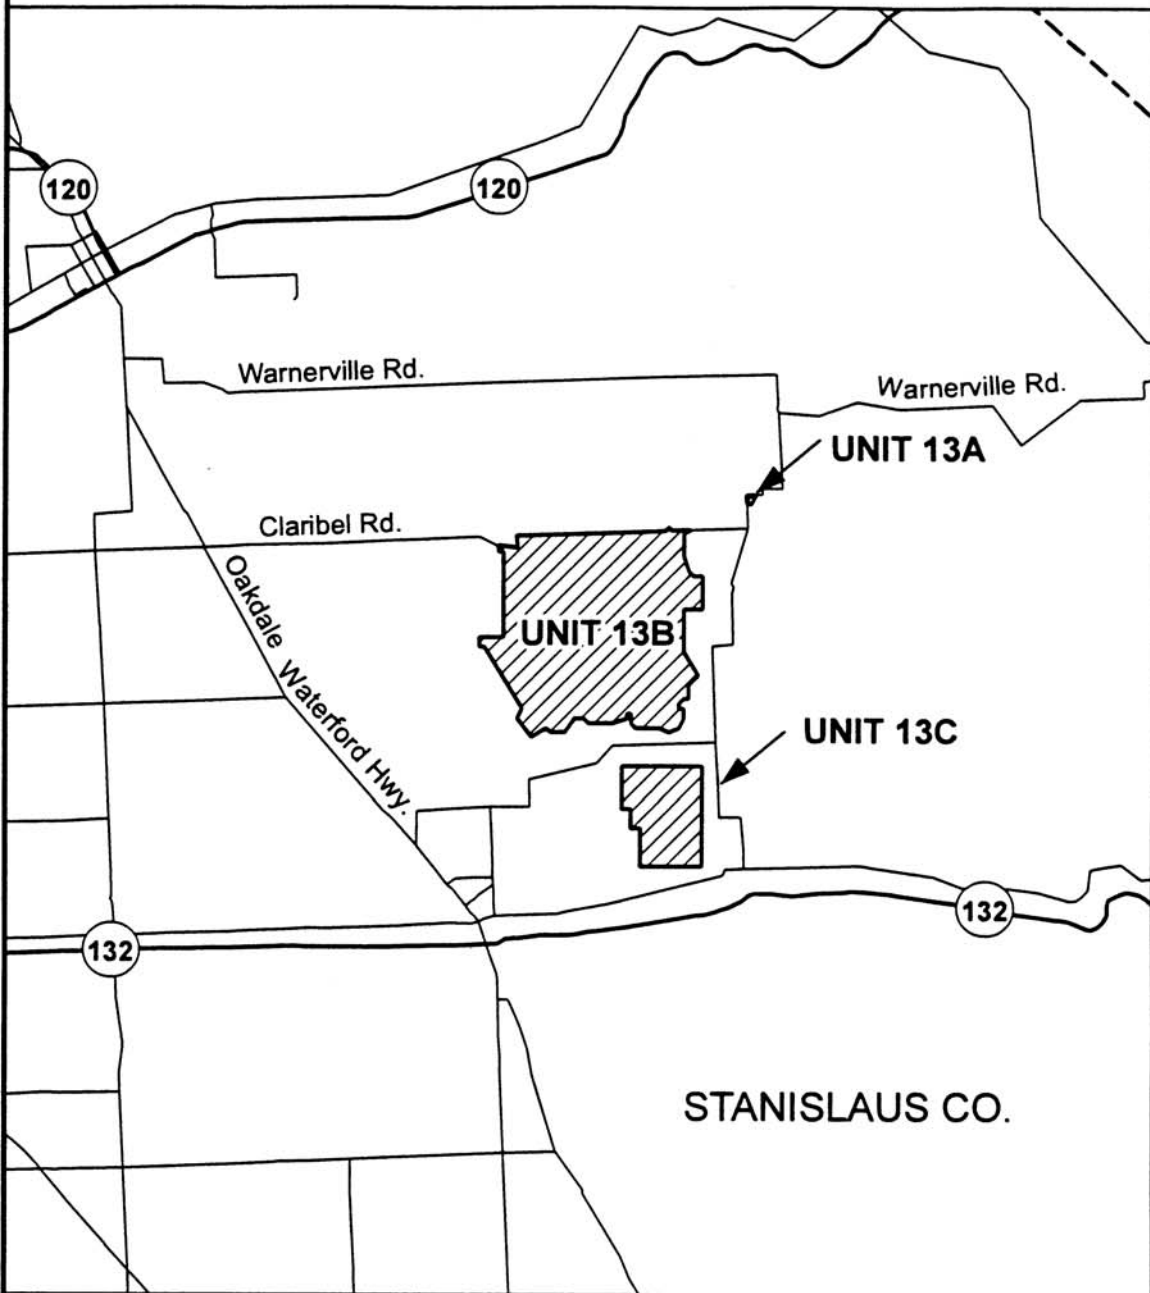 120
120
Warnerville Rd.
Warnerville Rd.
UNIT 13A
Claribel Rd.
Oakdale Waterford Hwy.
UNIT 13B
UNIT 13C
132
132
STANISLAUS CO.